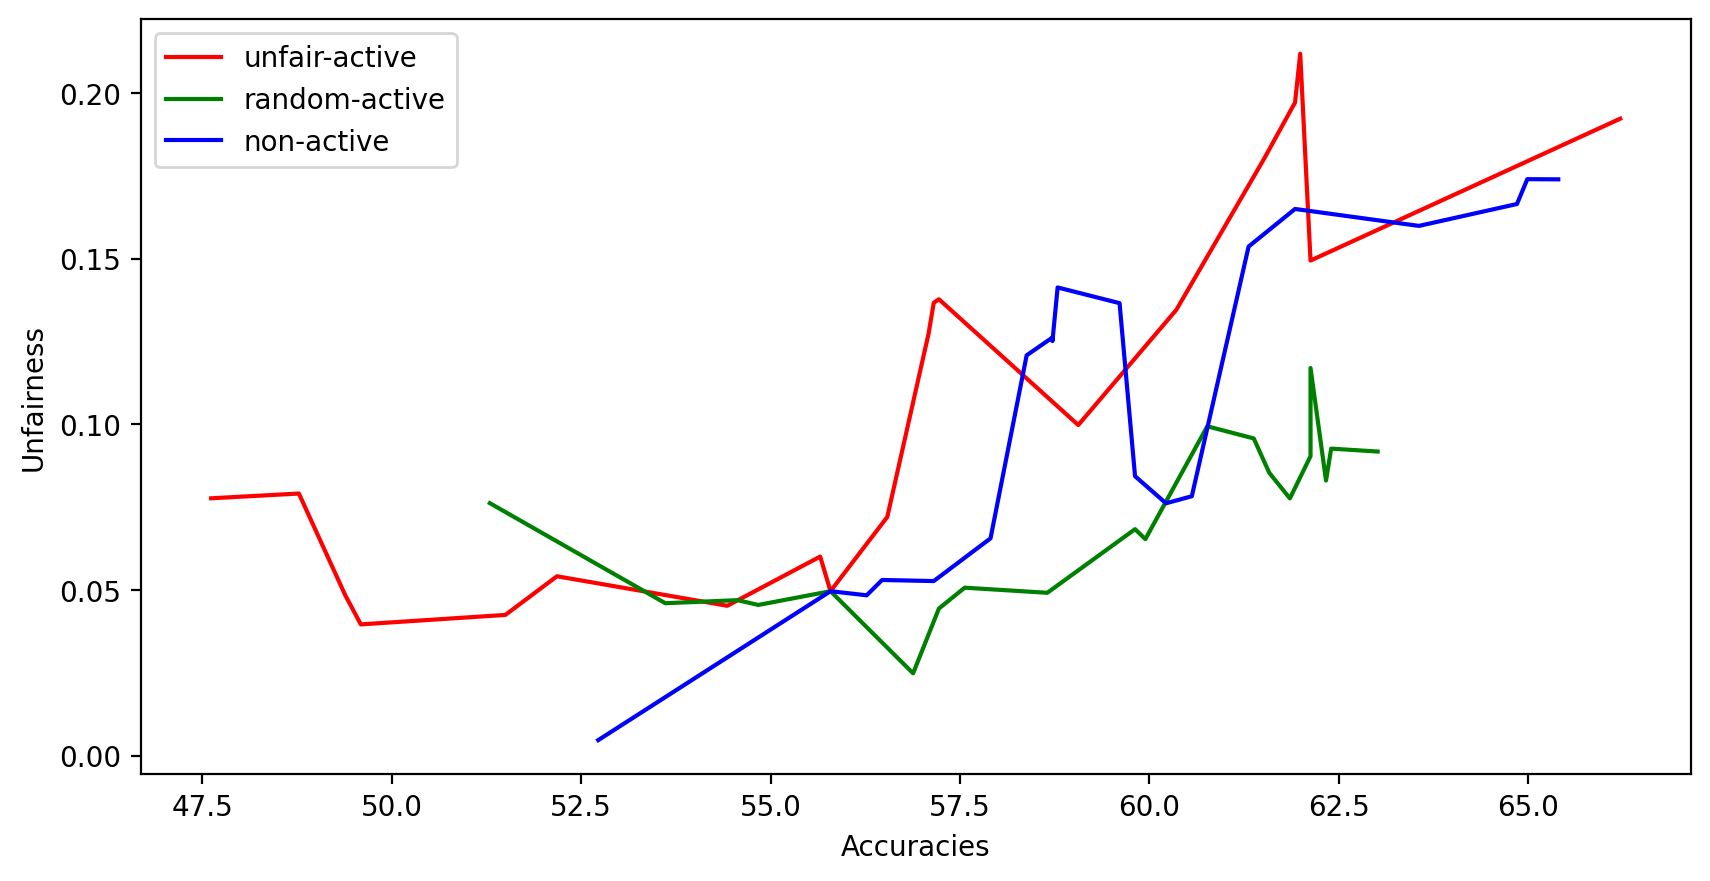 unfair-active
random-active
non-active
0.20
0.15
0.10
0.05
0.00
Unfairness
47.5 50.0 52.5 55.0 57.5 60.0 62.5 65.0
Accuracies